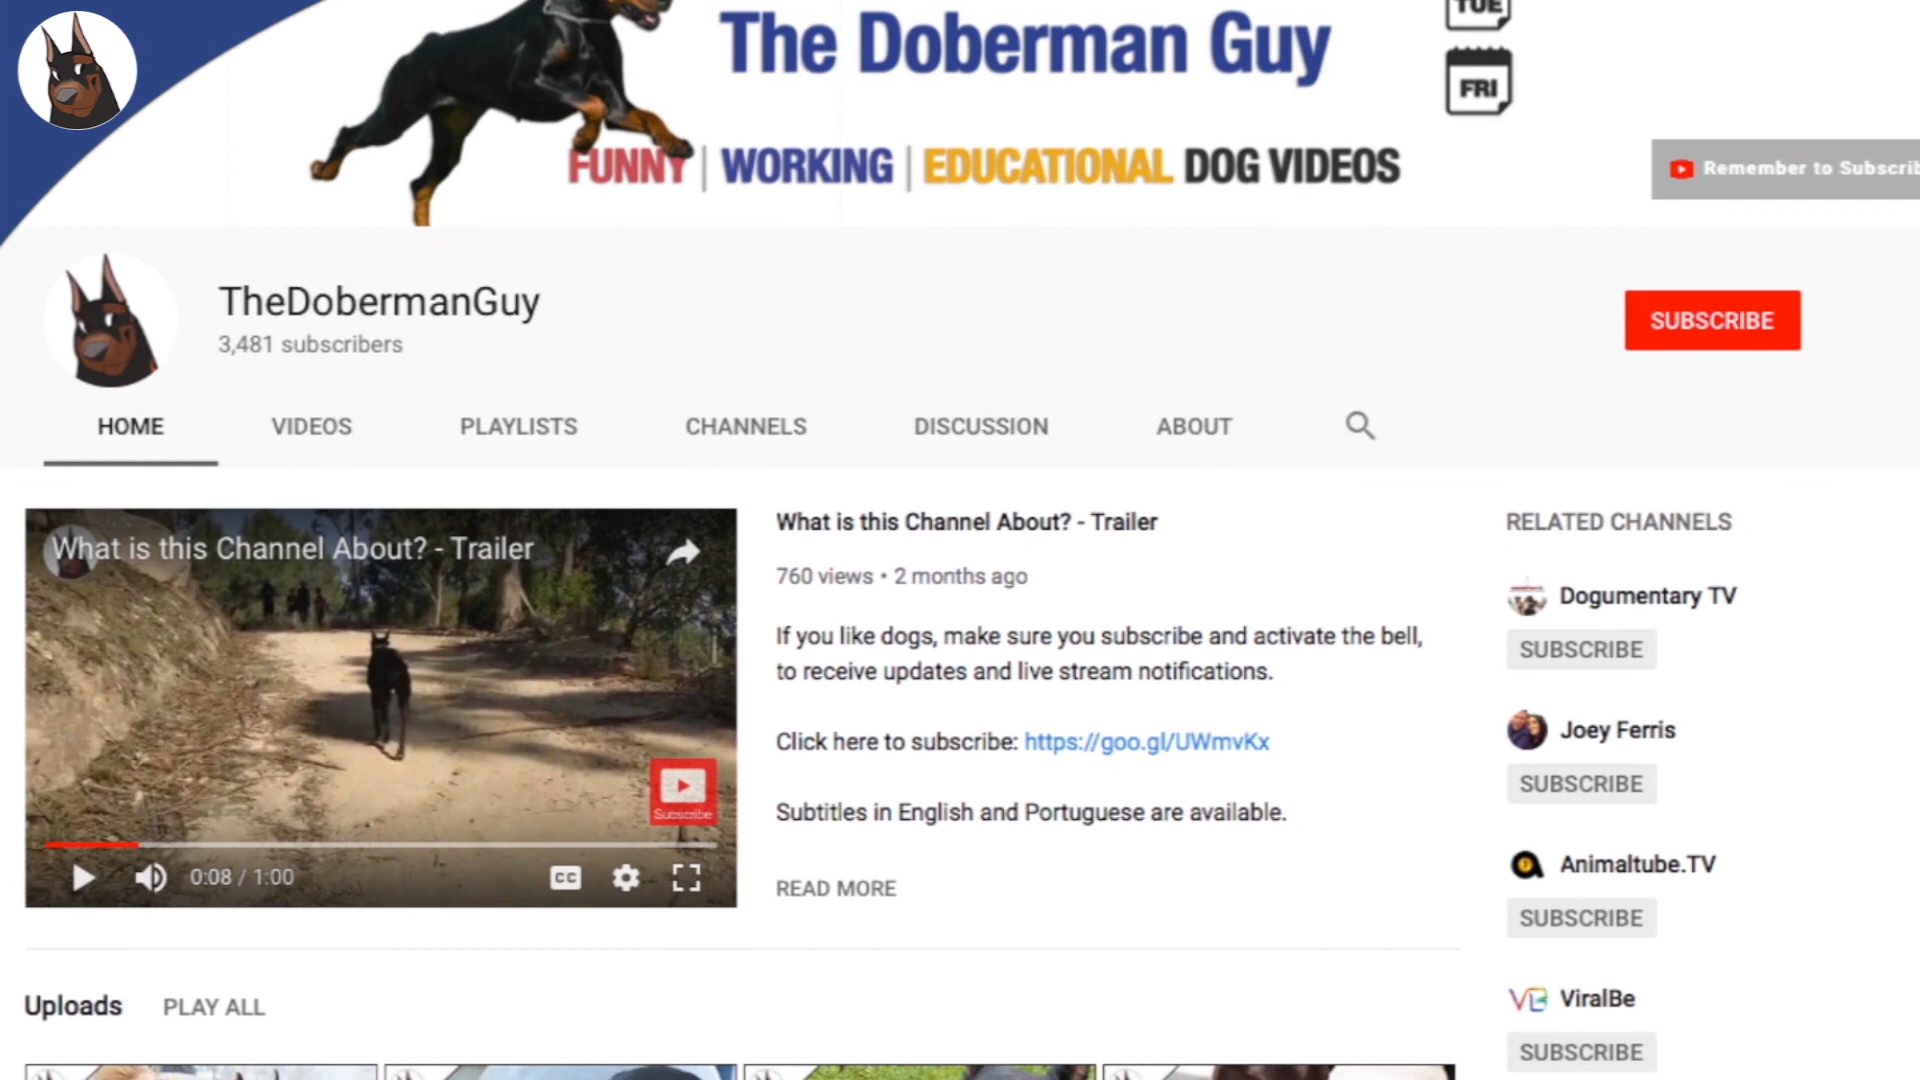 TUE
The Doberman Guy
FRI
FUNNY | WORKING | EDUCATIONAL DOG VIDEOS
Remember to Subscrib
TheDobermanGuy
3,481 subscribers
SUBSCRIBE
HOME VIDEOS PLAYLISTS CHANNELS DISCUSSION ABOUT
What is this Channel About? - Trailer
Subscribe
0:08 / 1:00
CC
What is this Channel About? - Trailer
760 views • 2 months ago
If you like dogs, make sure you subscribe and activate the bell,
to receive updates and live stream notifications.
Click here to subscribe: https://goo.gl/UWmvKx
Subtitles in English and Portuguese are available.
READ MORE
RELATED CHANNELS
Dogumentary TV
SUBSCRIBE
Joey Ferris
SUBSCRIBE
Animaltube.TV
SUBSCRIBE
VB ViralBe
SUBSCRIBE
Uploads PLAY ALL